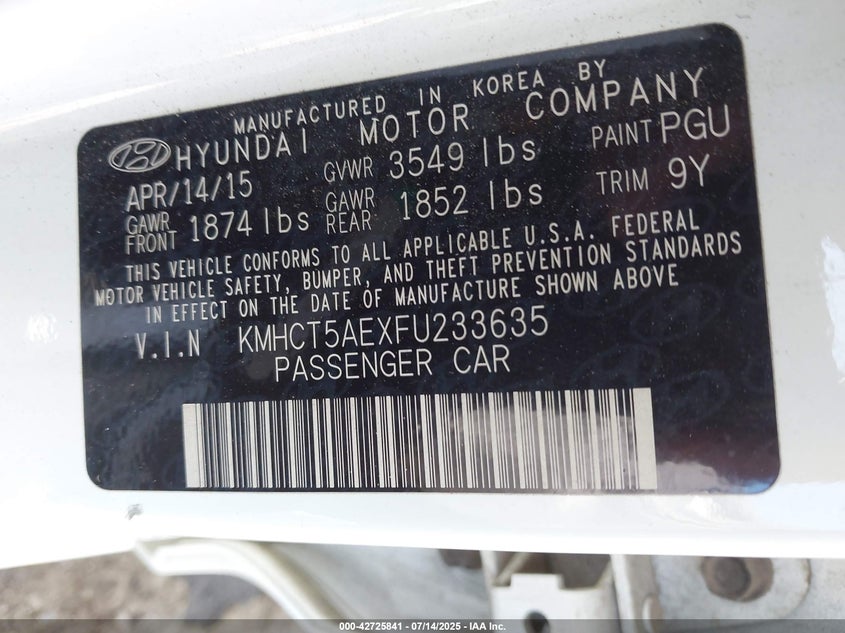 MANUFACTURED IN KOREA BY
HYUNDAI MOTOR COMPANY
APR/14/15 GVWR 3549 lbs PAINT PGU
GAWR FRONT 1874 lbs GAWR REAR 1852 lbs TRIM 9Y
THIS VEHICLE CONFORMS TO ALL APPLICABLE U.S.A. FEDERAL
MOTOR VEHICLE SAFETY, BUMPER, AND THEFT PREVENTION STANDARDS
IN EFFECT ON THE DATE OF MANUFACTURE SHOWN ABOVE
V.I.N KMHCT5AEXFU233635
PASSENGER CAR
000-42725841 / 07/14/2025 - IAA Inc.